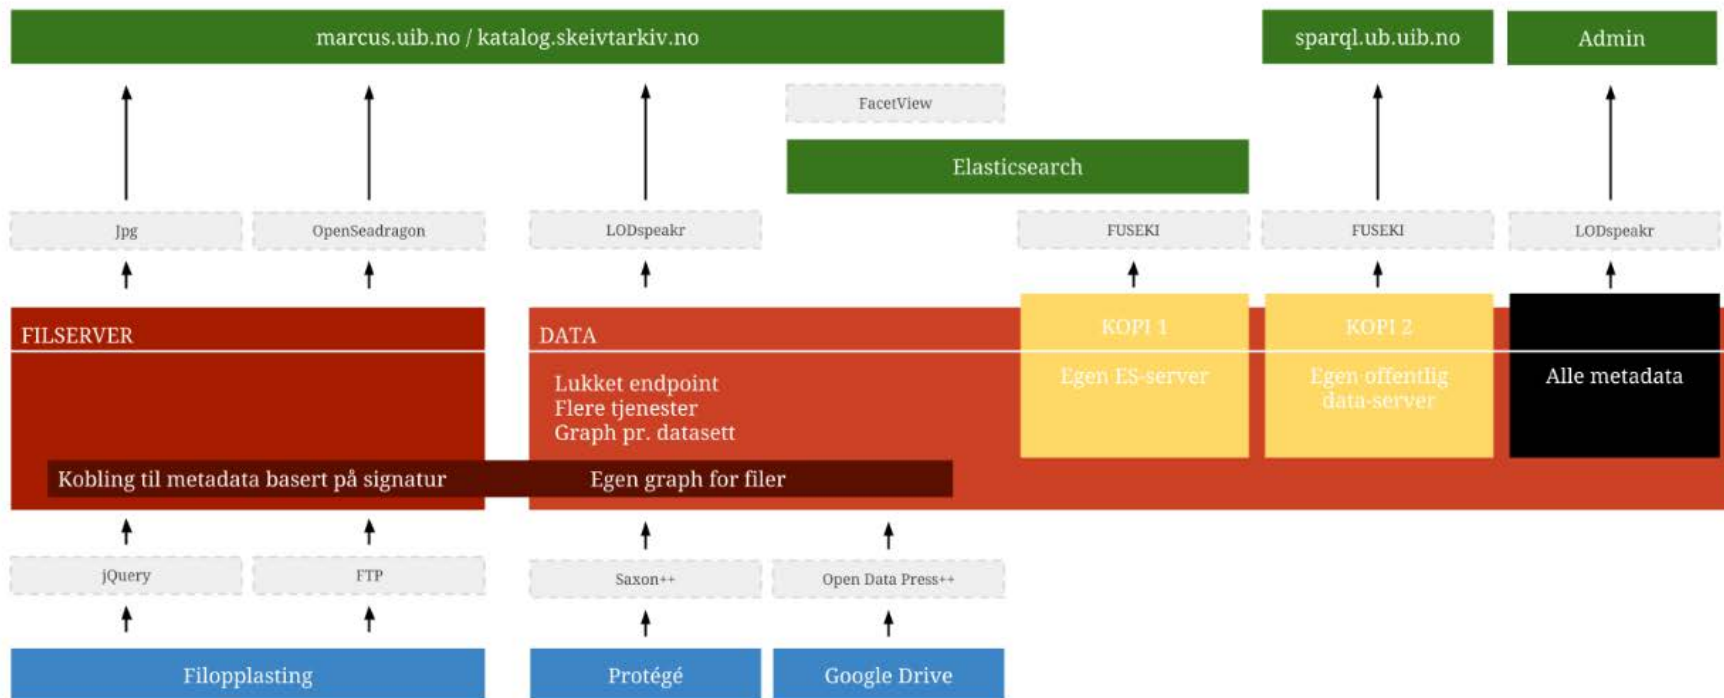 marcus.uib.no / katalog.skeivtarkiv.no
sparql.ub.uib.no
Admin
FacetView
Elasticsearch
Jpg
OpenSeadragon
LODspeakr
FUSEKI
FUSEKI
LODspeakr
FILSERVER
DATA
KOPI 1
KOPI 2
Lukket endpoint
Flere tjenester
Graph pr. datasett
Egen ES-server
Egen offentlig
data-server
Alle metadata
Kobling til metadata basert på signatur
Egen graph for filer
jQuery
FTP
Saxon++
Open Data Press++
Filopplasting
Protégé
Google Drive